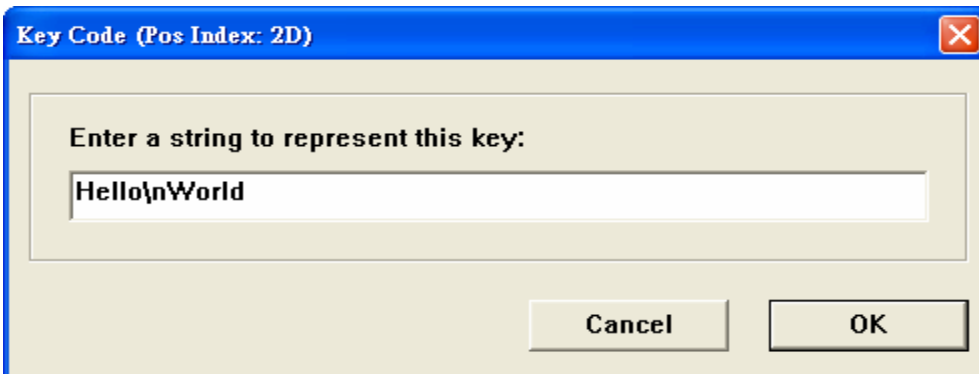 Key Code (Pos Index: 2D)
Enter a string to represent this key:
Hello\nWorld
Cancel OK